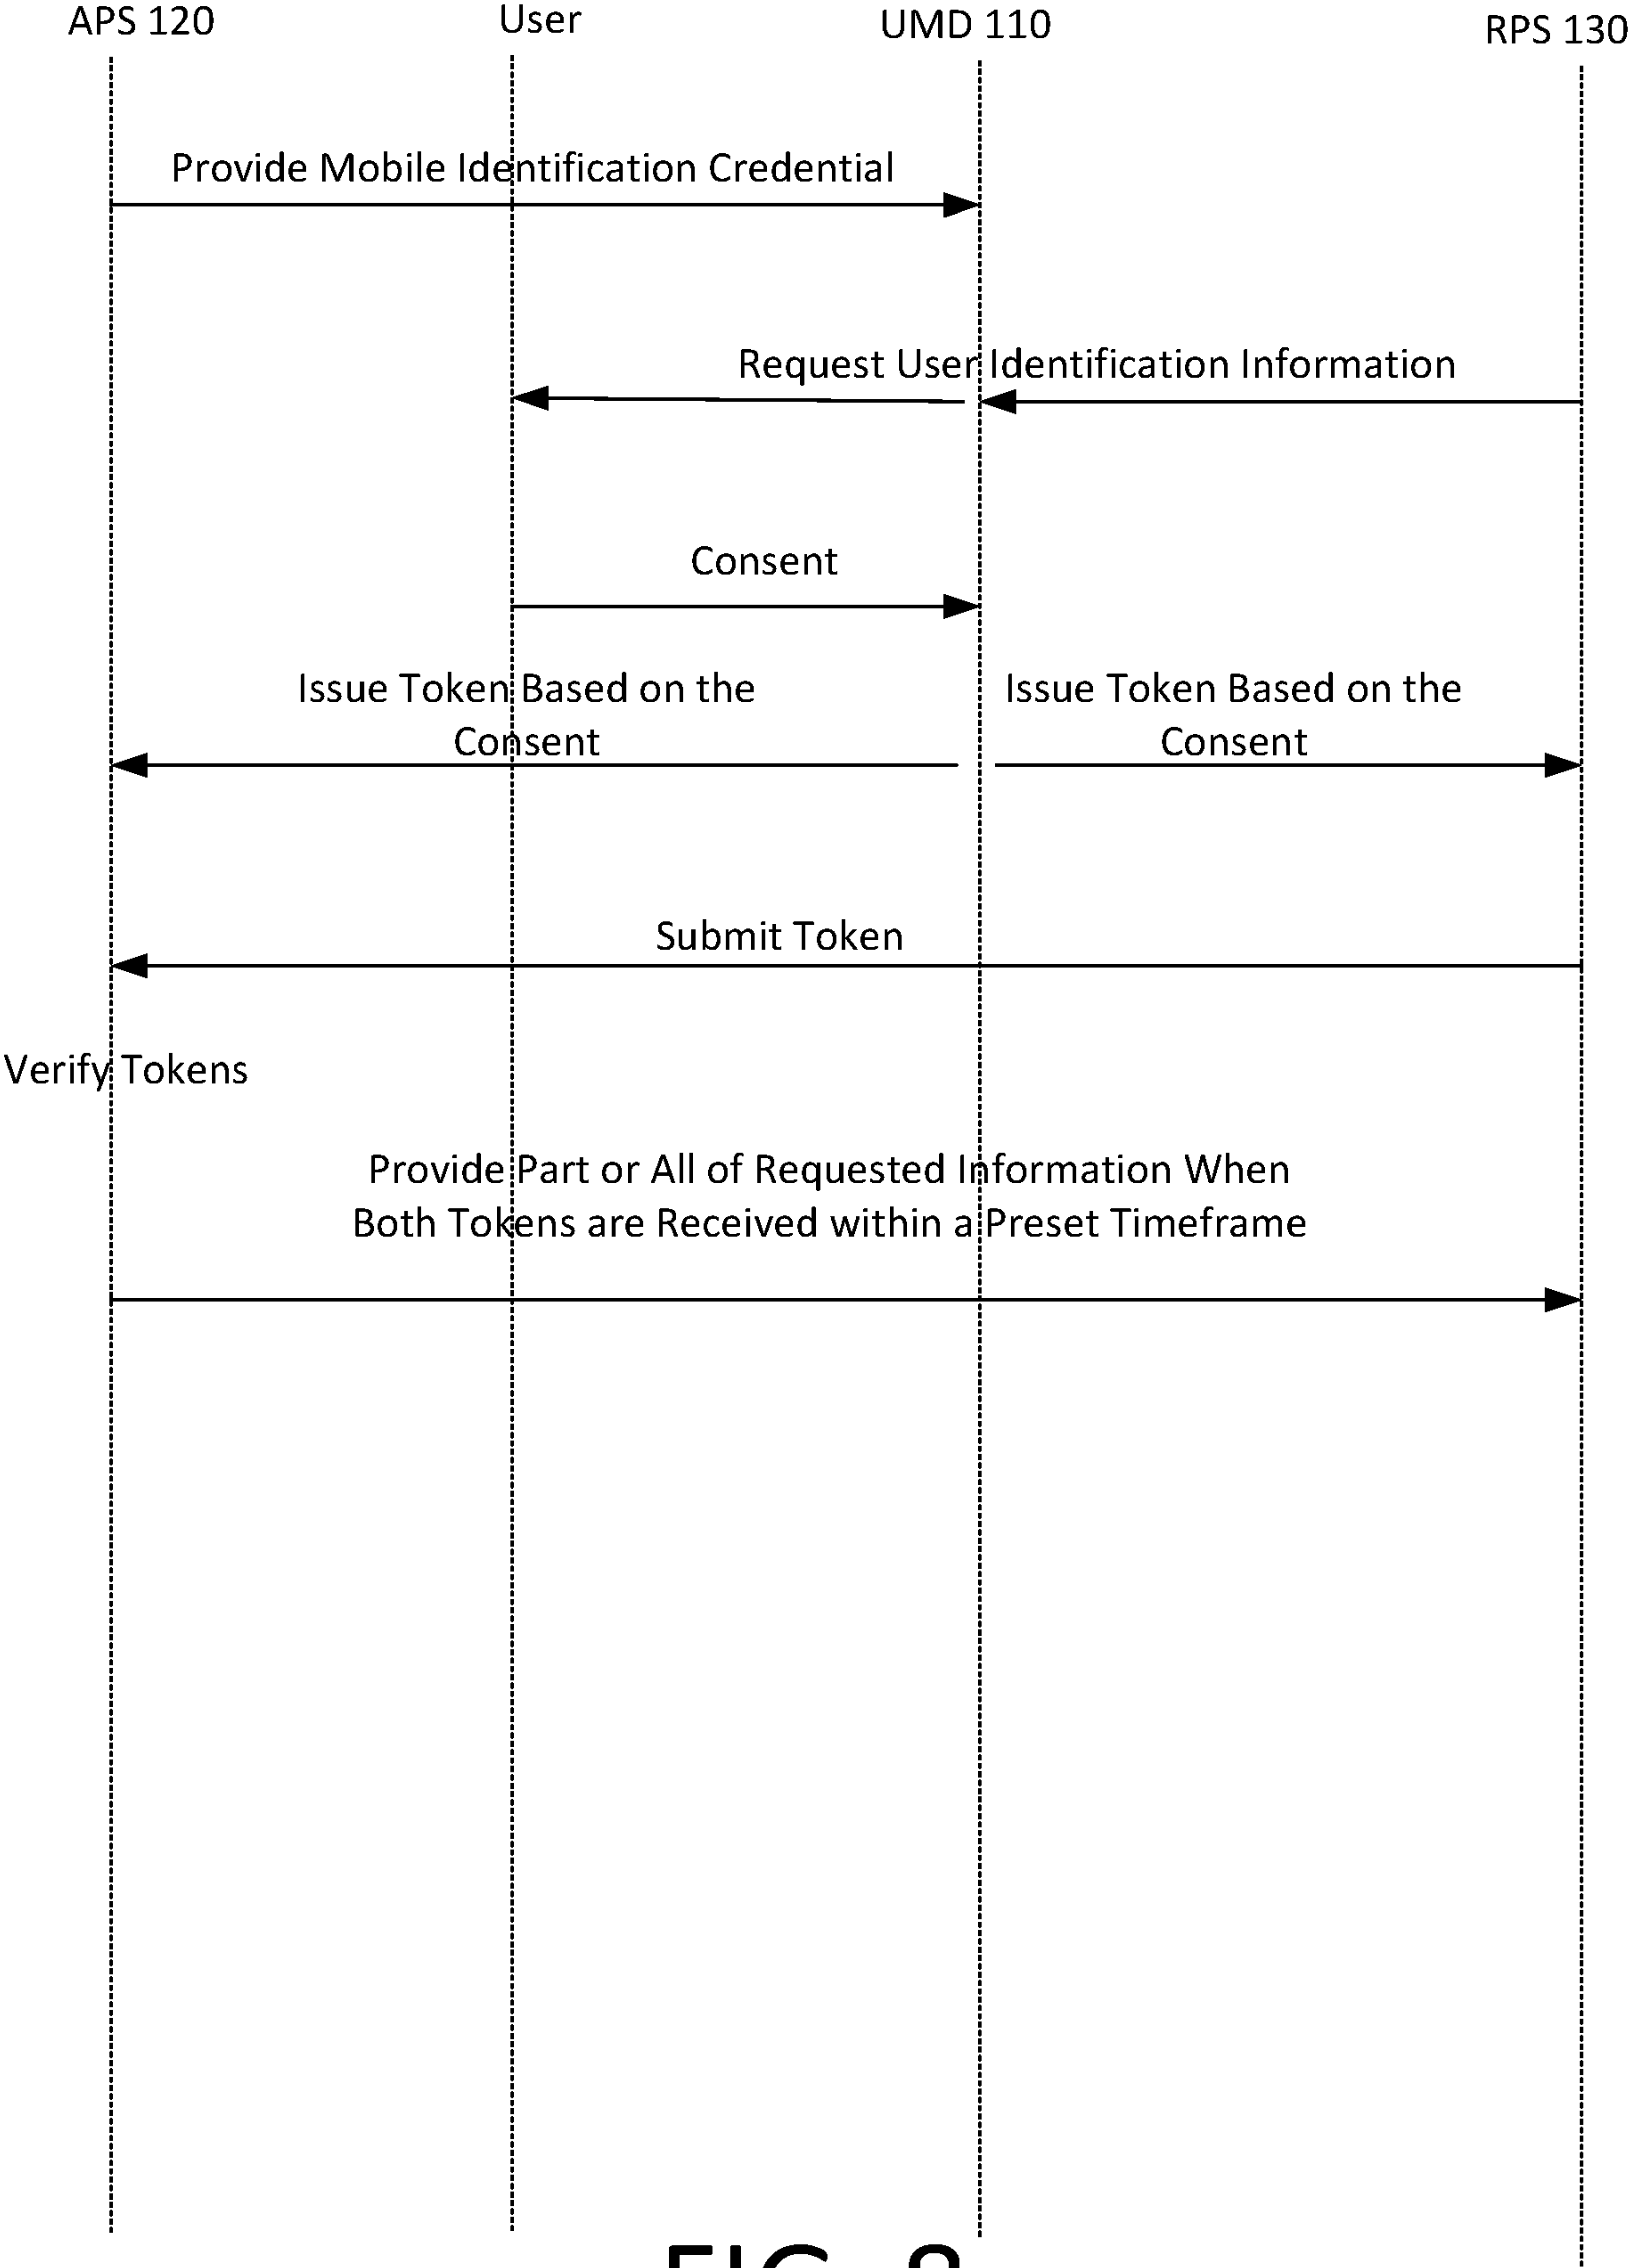 APS 120
User
UMD 110
RPS 130
Provide Mobile Identification Credential
Request User Identification Information
Consent
Issue Token Based on the
Consent
Issue Token Based on the
Consent
Submit Token
Verify Tokens
Provide Part or All of Requested Information When
Both Tokens are Received within a Preset Timeframe
FIG. 8